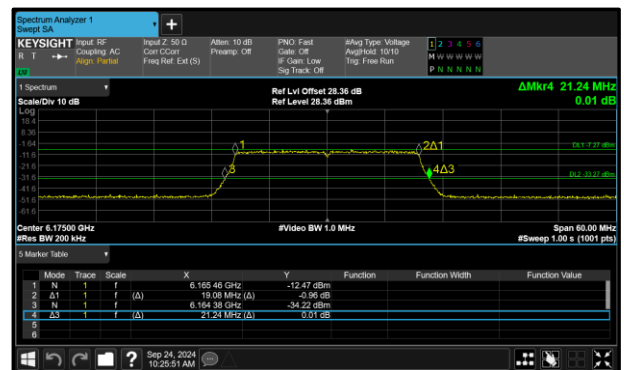 Spectrum Analyzer 1
Swept SA
+
KEYSIGHT Input: RF Input Z: 50 Ω Atten: 10 dB PNO: Fast #Avg Type: Voltage 1 2 3 4 5 6
R T Coupling: AC Corr CCorr Preamp: Off Gate: Off Avg|Hold: 10/10 M W W W W W
Align: Partial Freq Ref: Ext (S) IF Gain: Low Trig: Free Run P N N N N N
Sig Track: Off
1 Spectrum Ref Lvl Offset 28.36 dB ΔMkr4 21.24 MHz
Scale/Div 10 dB Ref Level 28.36 dBm 0.01 dB
Log
18.4
8.36
-1.64 1 2Δ1 DL1 -7.27 dBm
-11.6
-21.6 3 4Δ3
-31.6 DL2 -33.27 dBm
-41.6
-51.6
-61.6
Center 6.17500 GHz #Video BW 1.0 MHz Span 60.00 MHz
#Res BW 200 kHz #Sweep 1.00 s (1001 pts)
5 Marker Table
Mode Trace Scale X Y Function Function Width Function Value
1 N 1 f 6.165 46 GHz -12.47 dBm
2 Δ1 1 f (Δ) 19.08 MHz (Δ) -0.96 dB
3 N 1 f 6.164 38 GHz -34.22 dBm
4 Δ3 1 f (Δ) 21.24 MHz (Δ) 0.01 dB
5
6
? Sep 24, 2024
10:25:51 AM